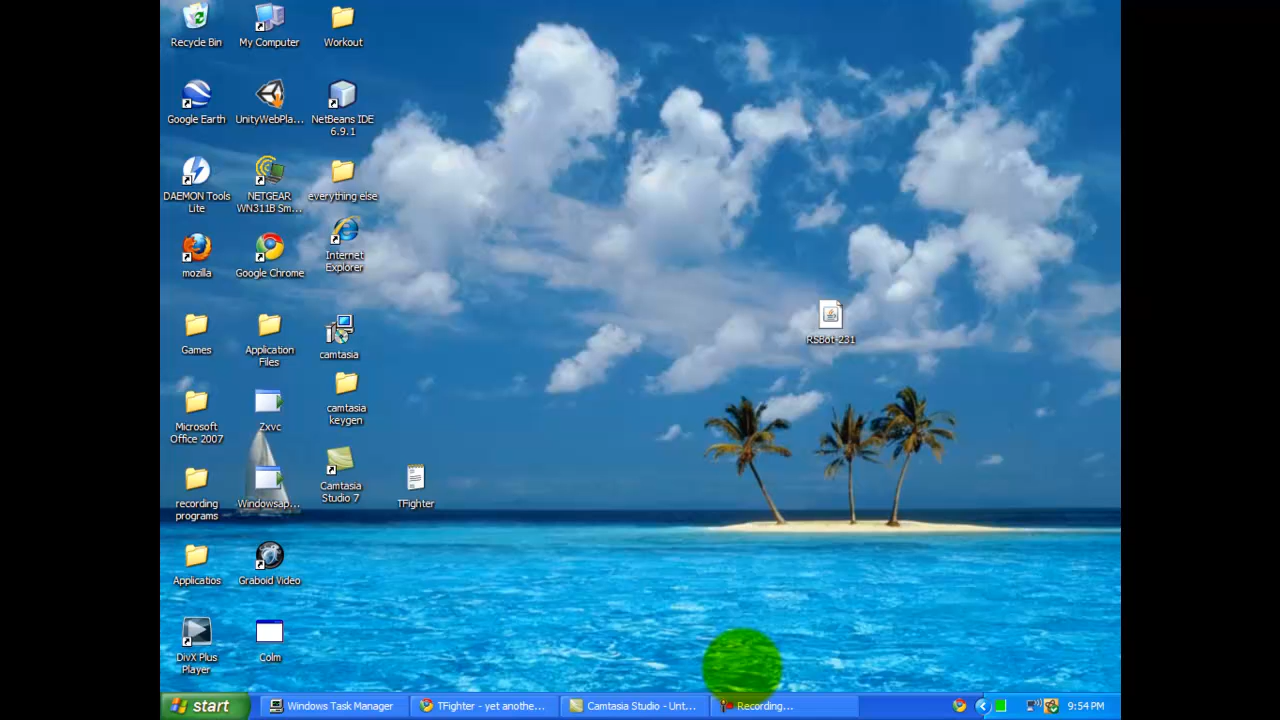 Recycle Bin
My Computer
Workout
Google Earth
UnityWebPla...
NetBeans IDE
6.9.1
DAEMON Tools
Lite
NETGEAR
WN311B Sm...
everything else
mozilla
Google Chrome
Internet
Explorer
RSBot-231
Games
Application
Files
camtasia
Microsoft
Office 2007
Zxvc
camtasia
keygen
recording
programs
Windowsap...
Camtasia
Studio 7
TFighter
Applicatios
Graboid Video
DivX Plus
Player
Colm
start
Windows Task Manager
TFighter - yet anothe...
Camtasia Studio - Unt...
Recording...
9:54 PM